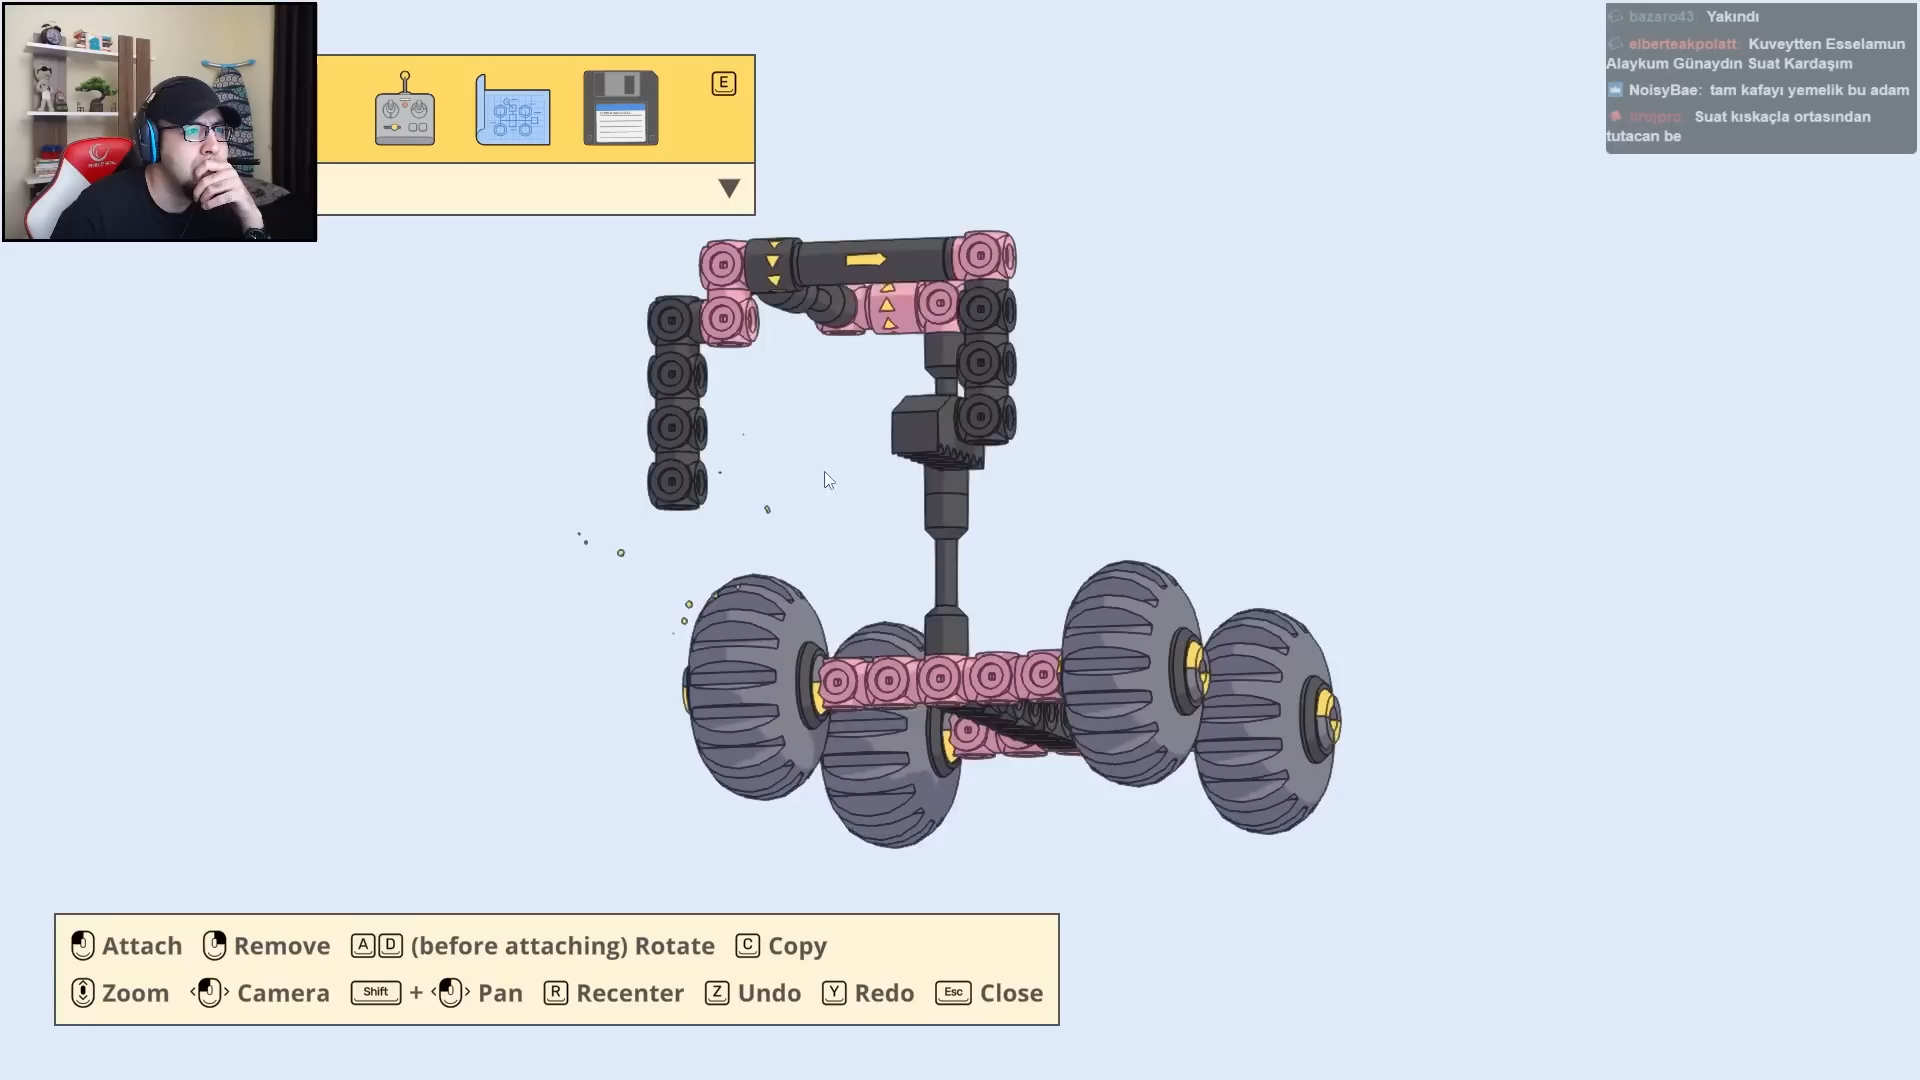 E
bazaro43: Yakındı
elberteakpolatt: Kuveytten Esselamun
Alaykum Günaydın Suat Kardaşım
NoisyBae: tam kafayı yemelik bu adam
lirojpro: Suat kıskaçla ortasından
tutacan be
Attach Remove A D (before attaching) Rotate C Copy
Zoom Camera Shift + Pan R Recenter Z Undo Y Redo Esc Close